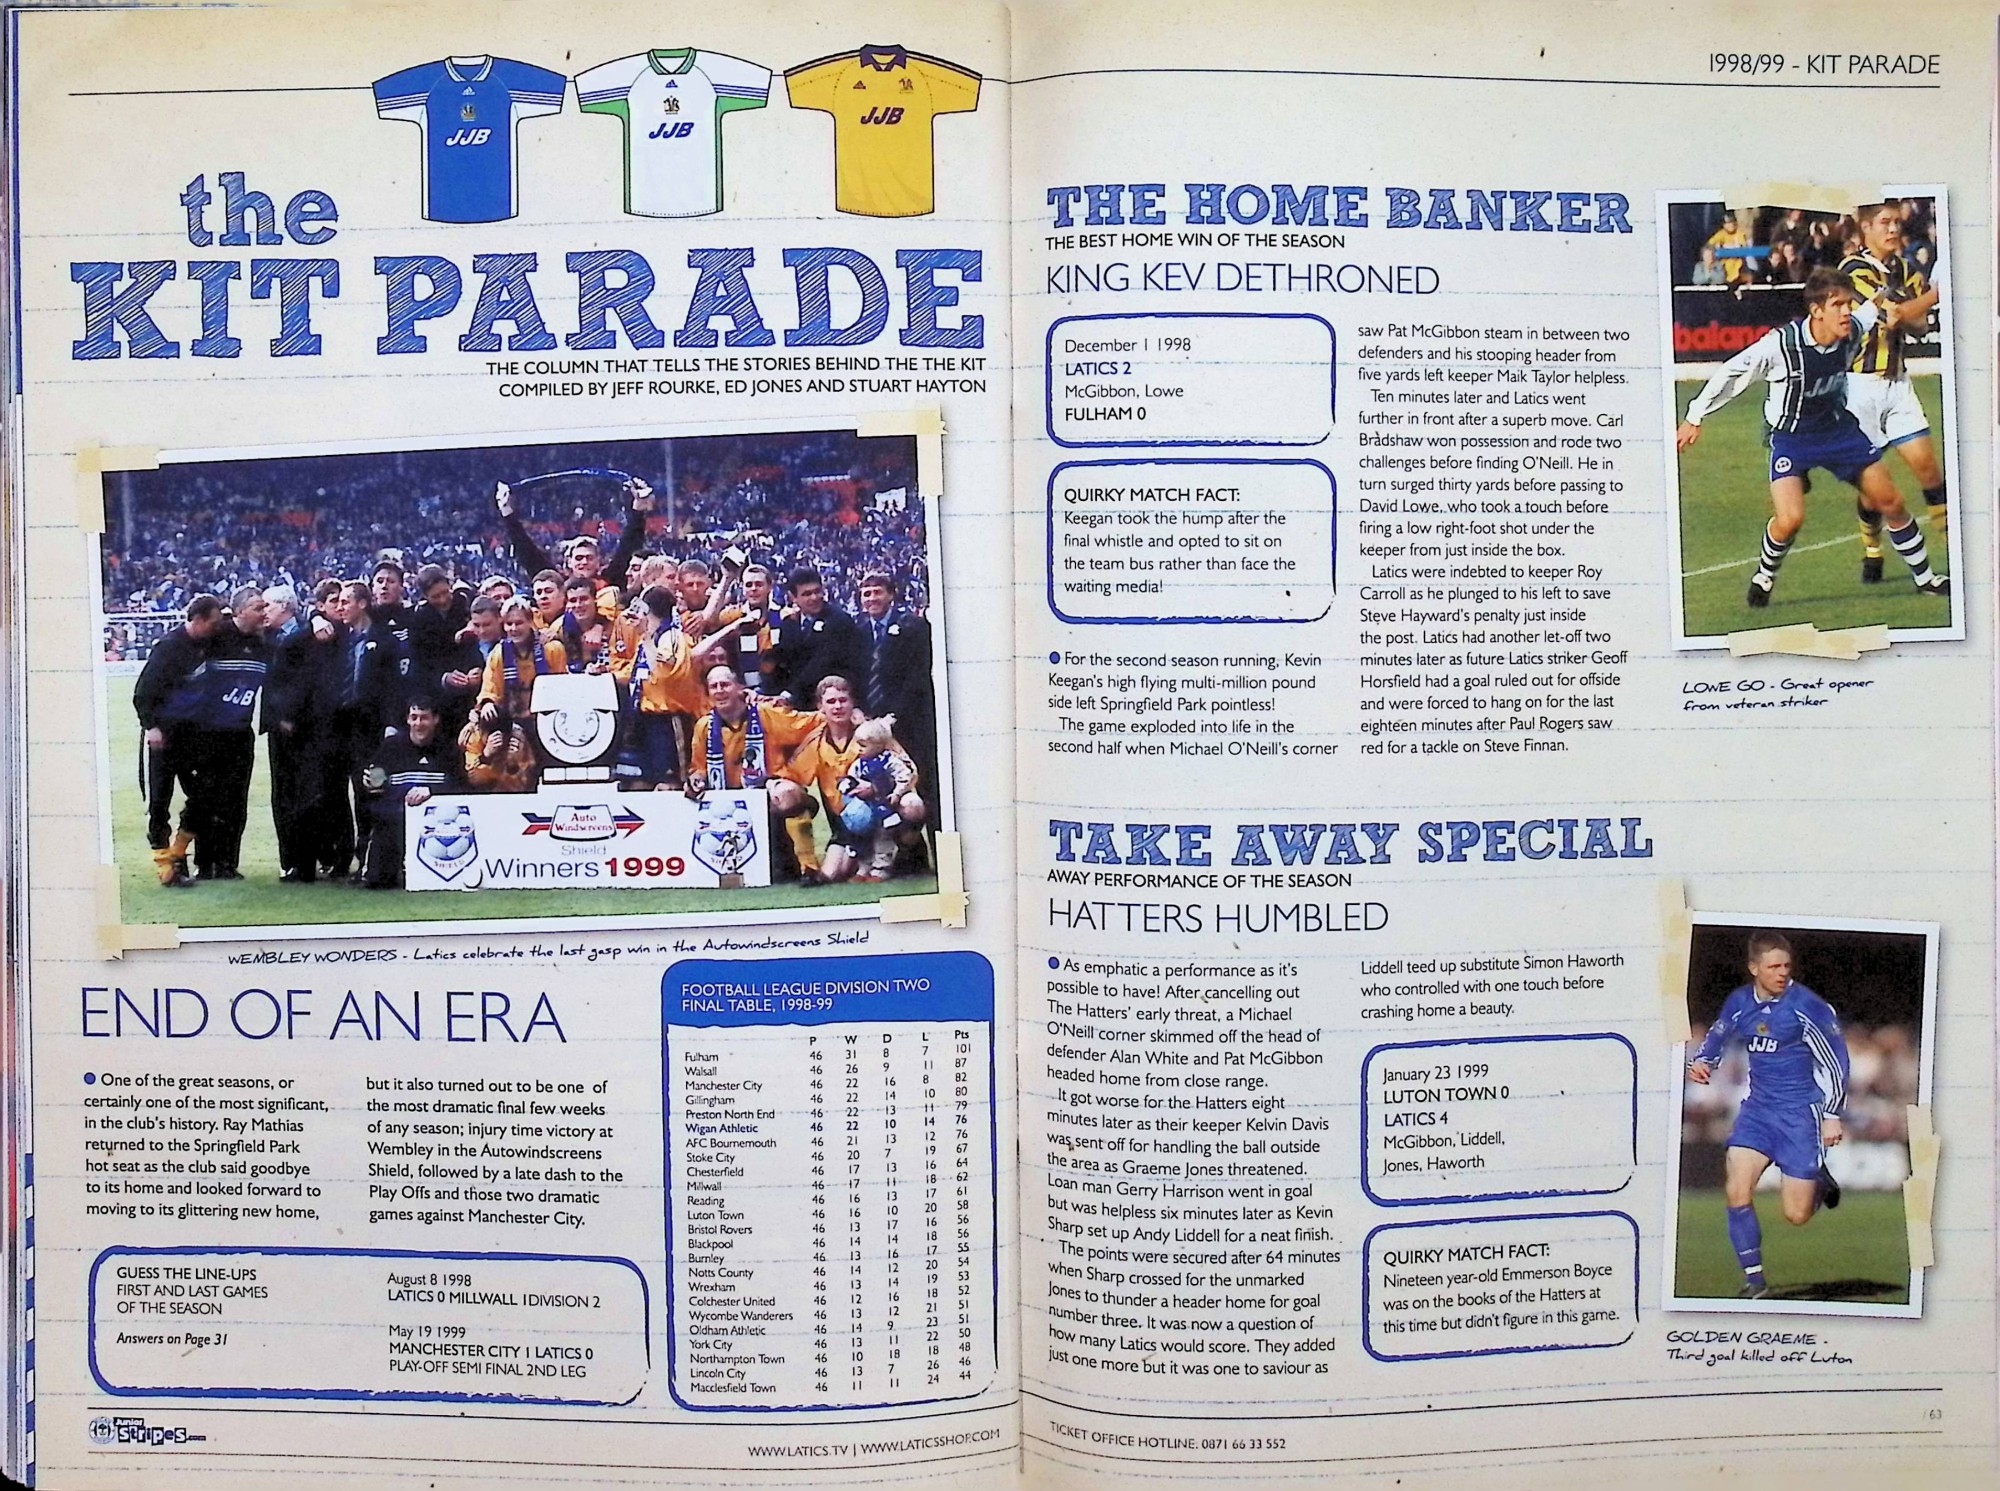 1998/99 - KIT PARADE
JJB
JJB
JJB
the
KIT PARADE
THE COLUMN THAT TELLS THE STORIES BEHIND THE THE KIT
COMPILED BY JEFF ROURKE, ED JONES AND STUART HAYTON
JJB
Auto
Windscreens
Shield
Winners 1999
SHIELD
WEMBLEY WONDERS - Latics celebrate the last gasp win in the Autowindscreens Shield
END OF AN ERA
One of the great seasons, or
certainly one of the most significant,
in the club's history. Ray Mathias
returned to the Springfield Park
hot seat as the club said goodbye
to its home and looked forward to
moving to its glittering new home,
but it also turned out to be one of
the most dramatic final few weeks
of any season; injury time victory at
Wembley in the Autowindscreens
Shield, followed by a late dash to the
Play Offs and those two dramatic
games against Manchester City.
GUESS THE LINE-UPS
FIRST AND LAST GAMES
OF THE SEASON
Answers on Page 31
August 8 1998
LATICS 0 MILLWALL 1 DIVISION 2
May 19 1999
MANCHESTER CITY 1 LATICS 0
PLAY-OFF SEMI FINAL 2ND LEG
FOOTBALL LEAGUE DIVISION TWO
FINAL TABLE, 1998-99
P W D L Pts
Fulham 46 31 8 7 101
Walsall 46 26 9 11 87
Manchester City 46 22 16 8 82
Gillingham 46 22 14 10 80
Preston North End 46 22 13 11 79
Wigan Athletic 46 22 10 14 76
AFC Bournemouth 46 21 13 12 76
Stoke City 46 20 7 19 67
Chesterfield 46 17 13 16 64
Millwall 46 17 11 18 62
Reading 46 16 13 17 61
Luton Town 46 16 10 20 58
Bristol Rovers 46 13 17 16 56
Blackpool 46 14 14 18 56
Burnley 46 13 16 17 55
Notts County 46 14 12 20 54
Wrexham 46 13 14 19 53
Colchester United 46 12 16 18 52
Wycombe Wanderers 46 13 12 21 51
Oldham Athletic 46 14 9 23 51
York City 46 13 11 22 50
Northampton Town 46 10 18 18 48
Lincoln City 46 13 7 26 46
Macclesfield Town 46 11 11 24 44
Junior
Stripes.com
WWW.LATICS.TV | WWW.LATICSSHOP.COM
THE HOME BANKER
THE BEST HOME WIN OF THE SEASON
KING KEV DETHRONED
December 1 1998
LATICS 2
McGibbon, Lowe
FULHAM 0
QUIRKY MATCH FACT:
Keegan took the hump after the
final whistle and opted to sit on
the team bus rather than face the
waiting media!
For the second season running, Kevin
Keegan's high flying multi-million pound
side left Springfield Park pointless!
The game exploded into life in the
second half when Michael O'Neill's corner
saw Pat McGibbon steam in between two
defenders and his stooping header from
five yards left keeper Maik Taylor helpless.
Ten minutes later and Latics went
further in front after a superb move. Carl
Bradshaw won possession and rode two
challenges before finding O'Neill. He in
turn surged thirty yards before passing to
David Lowe, who took a touch before
firing a low right-foot shot under the
keeper from just inside the box.
Latics were indebted to keeper Roy
Carroll as he plunged to his left to save
Steve Hayward's penalty just inside
the post. Latics had another let-off two
minutes later as future Latics striker Geoff
Horsfield had a goal ruled out for offside
and were forced to hang on for the last
eighteen minutes after Paul Rogers saw
red for a tackle on Steve Finnan.
balanc
JJB
LOWE GO - Great opener
from veteran striker
TAKE AWAY SPECIAL
AWAY PERFORMANCE OF THE SEASON
HATTERS HUMBLED
As emphatic a performance as it's
possible to have! After cancelling out
The Hatters' early threat, a Michael
O'Neill corner skimmed off the head of
defender Alan White and Pat McGibbon
headed home from close range.
It got worse for the Hatters eight
minutes later as their keeper Kelvin Davis
was sent off for handling the ball outside
the area as Graeme Jones threatened.
Loan man Gerry Harrison went in goal
but was helpless six minutes later as Kevin
Sharp set up Andy Liddell for a neat finish.
The points were secured after 64 minutes
when Sharp crossed for the unmarked
Jones to thunder a header home for goal
number three. It was now a question of
how many Latics would score. They added
just one more but it was one to saviour as
Liddell teed up substitute Simon Haworth
who controlled with one touch before
crashing home a beauty.
January 23 1999
LUTON TOWN 0
LATICS 4
McGibbon, Liddell,
Jones, Haworth
QUIRKY MATCH FACT:
Nineteen year-old Emmerson Boyce
was on the books of the Hatters at
this time but didn't figure in this game.
JJB
GOLDEN GRAEME -
Third goal killed off Luton
TICKET OFFICE HOTLINE. 0871 66 33 552
/ 63